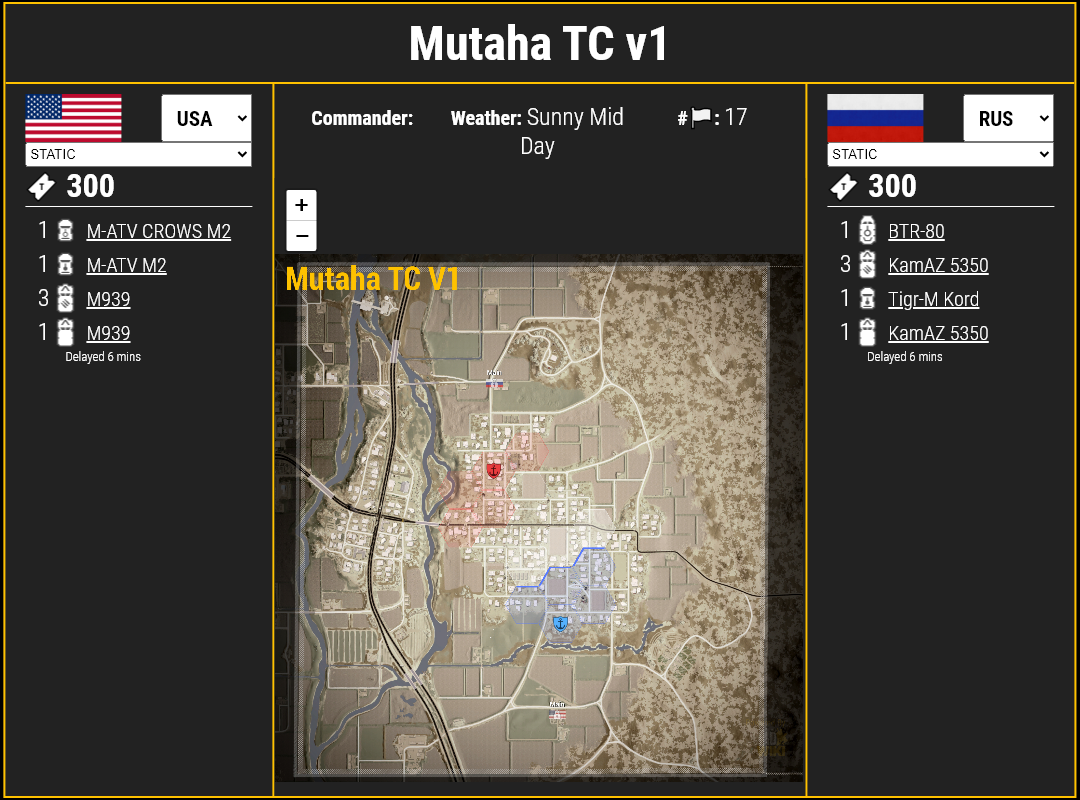 Mutaha TC v1
USA
STATIC
300
1 M-ATV CROWS M2
1 M-ATV M2
3 M939
1 M939
Delayed 6 mins
Commander:
Weather: Sunny Mid
Day
#: 17
+
−
Mutaha TC V1
Main
Main
RUS
STATIC
300
1 BTR-80
3 KamAZ 5350
1 Tigr-M Kord
1 KamAZ 5350
Delayed 6 mins